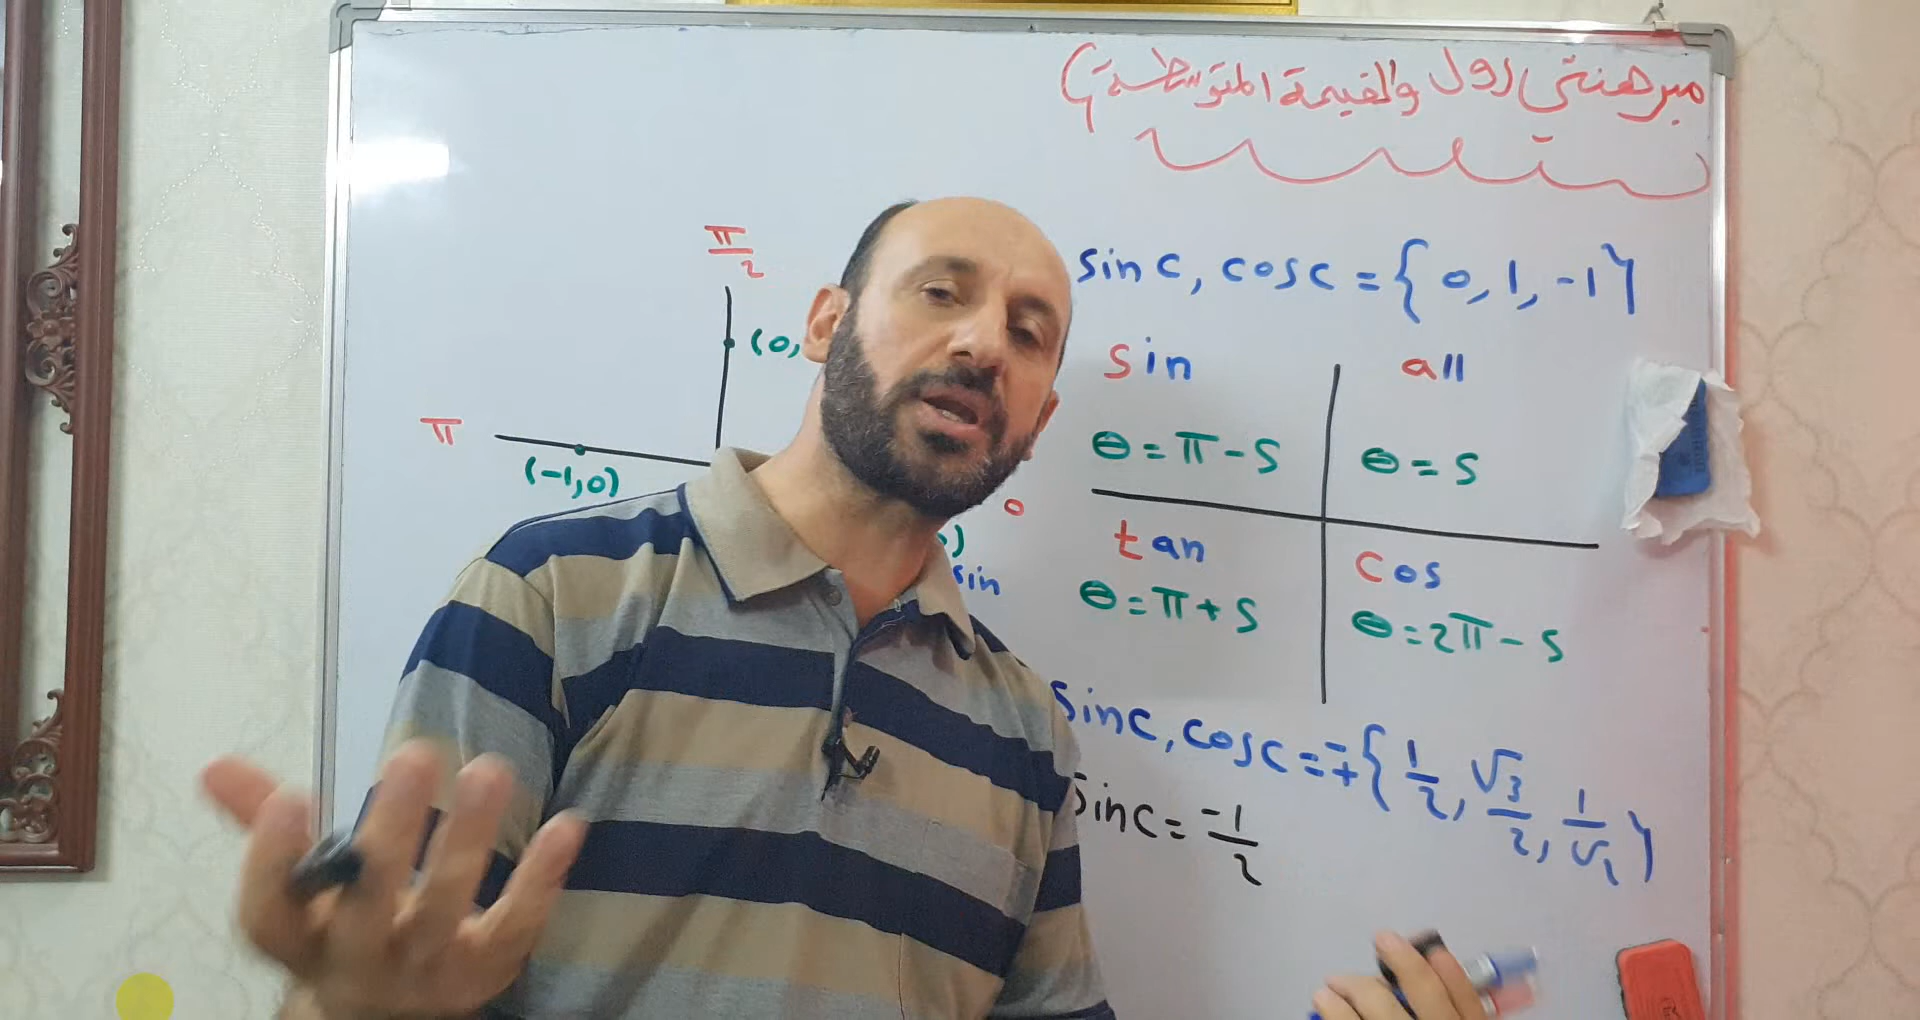 مبرهنتي رول والقيمة المتوسطة)
π/2
(0,
π
(-1,0)
0
)
sin
sin c, cos c = { 0, 1, -1 }
sin
all
θ = π - S
θ = S
tan
cos
θ = π + S
θ = 2π - S
sin c, cos c = ∓ { 1/2, √3/2, 1/√2 }
sin c = -1/2